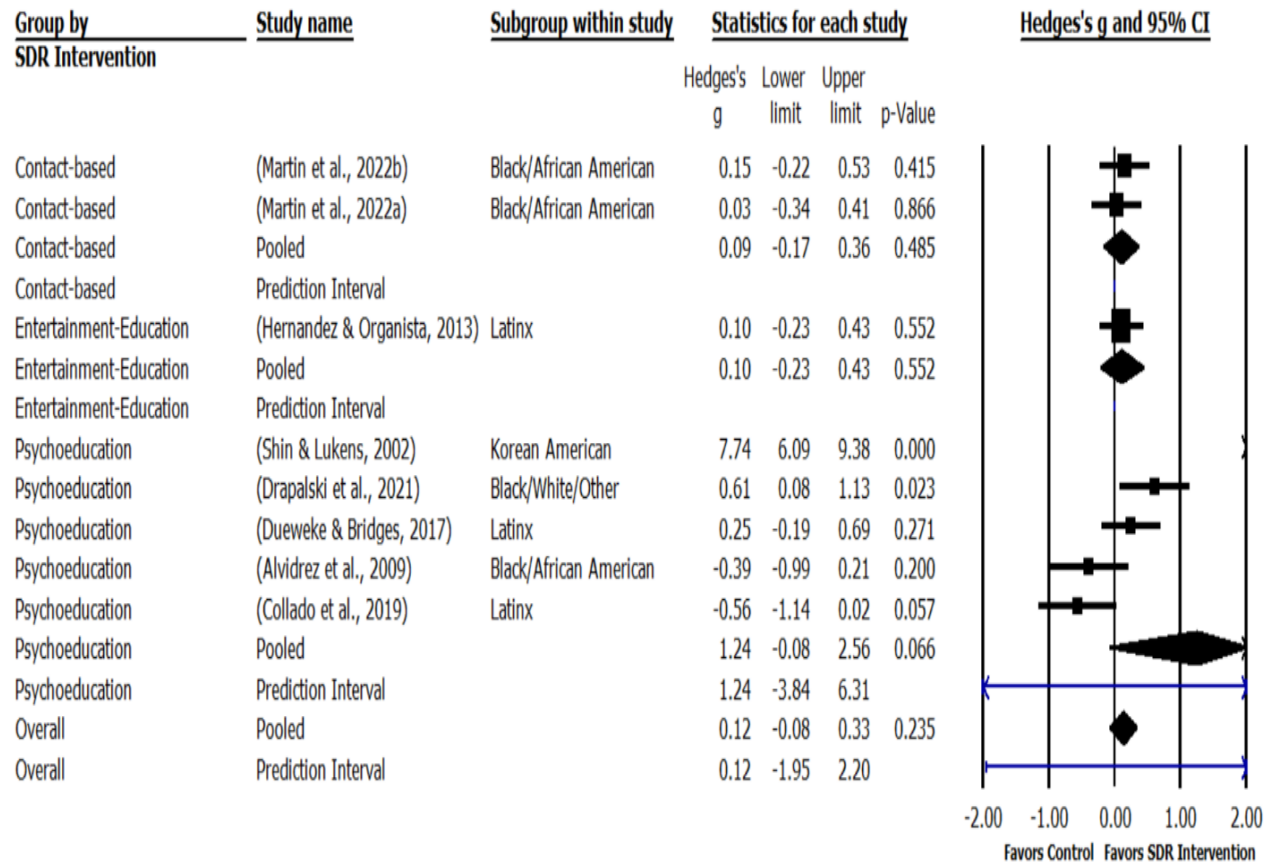 Group by Study name Subgroup within study Statistics for each study Hedges's g and 95% CI
SDR Intervention
Hedges's Lower Upper
g limit limit p-Value
Contact-based (Martin et al., 2022b) Black/African American 0.15 -0.22 0.53 0.415
Contact-based (Martin et al., 2022a) Black/African American 0.03 -0.34 0.41 0.866
Contact-based Pooled 0.09 -0.17 0.36 0.485
Contact-based Prediction Interval
Entertainment-Education (Hernandez & Organista, 2013) Latinx 0.10 -0.23 0.43 0.552
Entertainment-Education Pooled 0.10 -0.23 0.43 0.552
Entertainment-Education Prediction Interval
Psychoeducation (Shin & Lukens, 2002) Korean American 7.74 6.09 9.38 0.000
Psychoeducation (Drapalski et al., 2021) Black/White/Other 0.61 0.08 1.13 0.023
Psychoeducation (Dueweke & Bridges, 2017) Latinx 0.25 -0.19 0.69 0.271
Psychoeducation (Alvidrez et al., 2009) Black/African American -0.39 -0.99 0.21 0.200
Psychoeducation (Collado et al., 2019) Latinx -0.56 -1.14 0.02 0.057
Psychoeducation Pooled 1.24 -0.08 2.56 0.066
Psychoeducation Prediction Interval 1.24 -3.84 6.31
Overall Pooled 0.12 -0.08 0.33 0.235
Overall Prediction Interval 0.12 -1.95 2.20
-2.00 -1.00 0.00 1.00 2.00
Favors Control Favors SDR Intervention